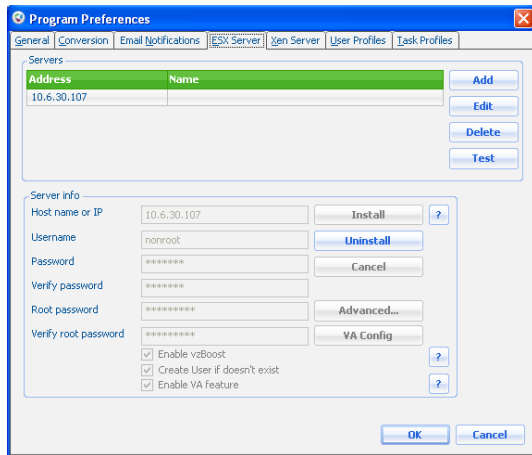 Program Preferences
General Conversion Email Notifications ESX Server Xen Server User Profiles Task Profiles
Servers
Address Name
10.6.30.107
Add
Edit
Delete
Test
Server info
Host name or IP 10.6.30.107 Install ?
Username nonroot Uninstall
Password ******* Cancel
Verify password *******
Root password ********* Advanced...
Verify root password ********* VA Config
Enable vzBoost ?
Create User if doesn't exist
Enable VA feature ?
OK Cancel